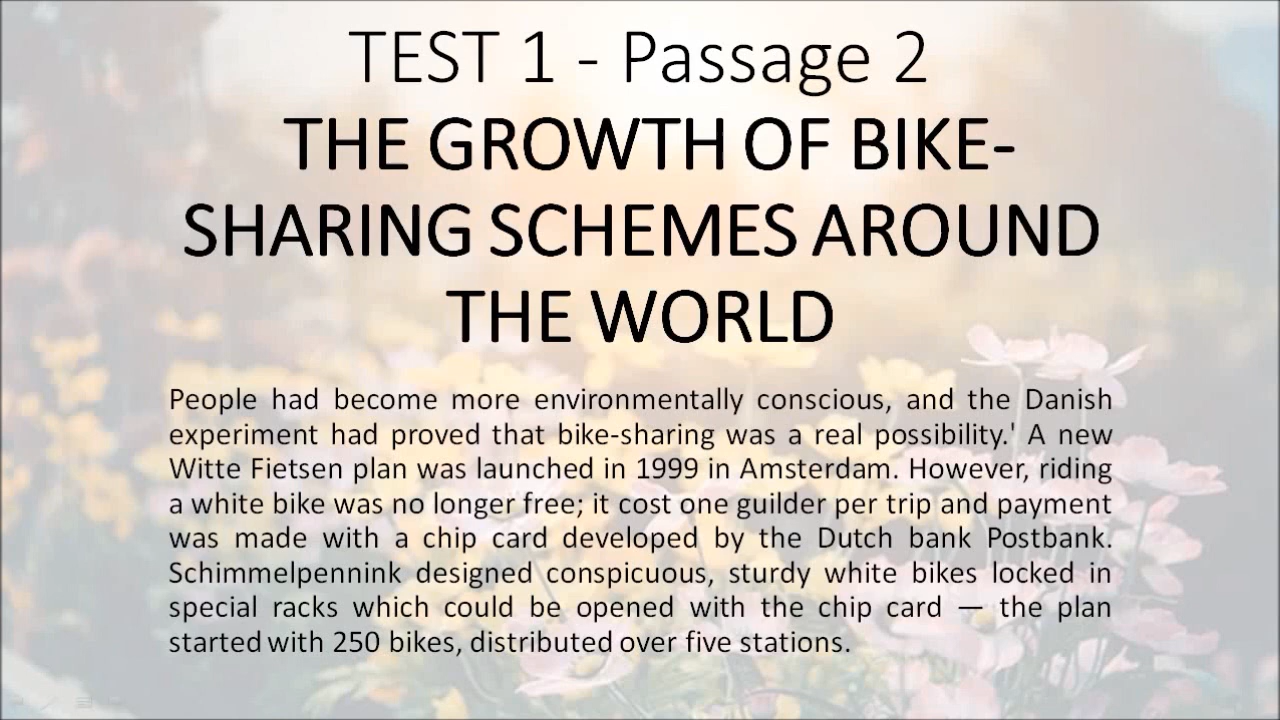 TEST 1 - Passage 2
THE GROWTH OF BIKE-
SHARING SCHEMES AROUND
THE WORLD
People had become more environmentally conscious, and the Danish
experiment had proved that bike-sharing was a real possibility.' A new
Witte Fietsen plan was launched in 1999 in Amsterdam. However, riding
a white bike was no longer free; it cost one guilder per trip and payment
was made with a chip card developed by the Dutch bank Postbank.
Schimmelpennink designed conspicuous, sturdy white bikes locked in
special racks which could be opened with the chip card — the plan
started with 250 bikes, distributed over five stations.